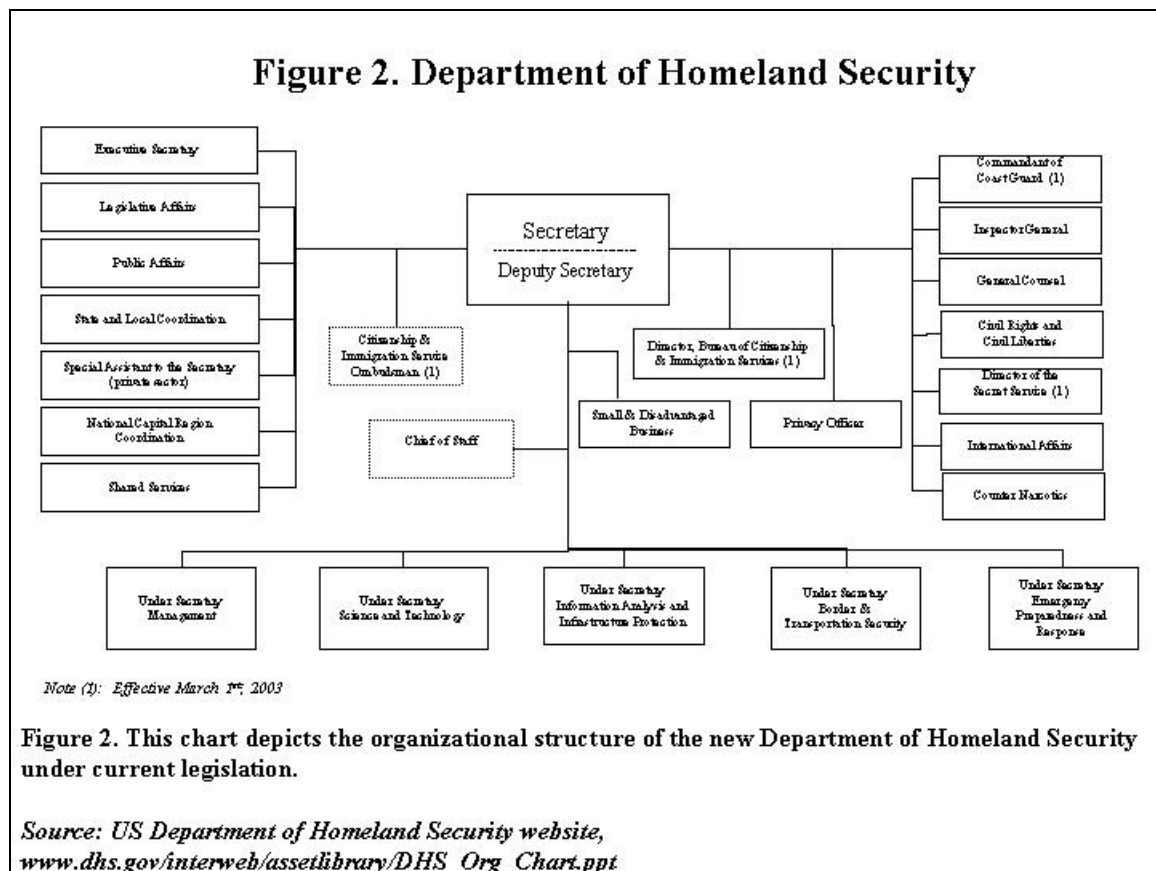 Figure 2. Department of Homeland Security
Executive Secretary
Legislative Affairs
Public Affairs
State and Local Coordination
Special Assistant to the Secretary
(private sector)
National Capital Region
Coordination
Shared Services
Secretary
Deputy Secretary
Citizenship &
Immigration Service
Ombudsman (1)
Chief of Staff
Director, Bureau of Citizenship
& Immigration Services (1)
Small & Disadvantaged
Business
Privacy Officer
Commandant of
Coast Guard (1)
Inspector General
General Counsel
Civil Rights and
Civil Liberties
Director of the
Secret Service (1)
International Affairs
Counter Narcotics
Under Secretary
Management
Under Secretary
Science and Technology
Under Secretary
Information Analysis and
Infrastructure Protection
Under Secretary
Border &
Transportation Security
Under Secretary
Emergency
Preparedness and
Response
Note (1): Effective March 1st, 2003
Figure 2. This chart depicts the organizational structure of the new Department of Homeland Security
under current legislation.
Source: US Department of Homeland Security website,
www.dhs.gov/interweb/assetlibrary/DHS_Org_Chart.ppt